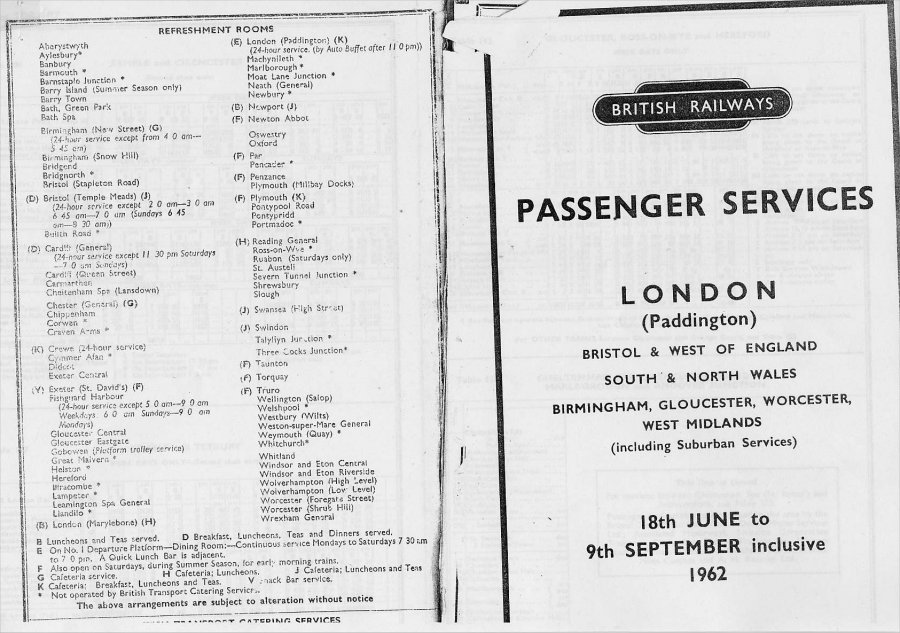 REFRESHMENT ROOMS
Aberystwyth
Aylesbury*
Banbury
Barmouth *
Barnstaple Junction *
Barry Island (Summer Season only)
Barry Town
Bath, Green Park
Bath Spa
Birmingham (New Street) (G)
(24-hour service except from 4 0 am—
5 45 am)
Birmingham (Snow Hill)
Bridgend
Bridgnorth *
Bristol (Stapleton Road)
(D) Bristol (Temple Meads) (J)
(24-hour service except 2 0 am—3 0 am
6 45 am—7 0 am (Sundays 6 45
am—8 30 am))
Builth Road *
(D) Cardiff (General)
(24-hour service except 11 30 pm Saturdays
—7 0 am Sundays)
Cardiff (Queen Street)
Carmarthen
Cheltenham Spa (Lansdown)
Chester (General) (G)
Chippenham
Corwen *
Craven Arms *
(K) Crewe (24-hour service)
Cymmer Afan *
Didcot
Exeter Central
(V) Exeter (St. David's) (F)
Fishguard Harbour
(24-hour service except 5 0 am—9 0 am
Weekdays. 6 0 am Sundays—9 0 am
Mondays)
Gloucester Central
Gloucester Eastgate
Gobowen (Platform trolley service)
Great Malvern *
Helston *
Hereford
Ilfracombe *
Lampeter *
Leamington Spa General
Llandilo *
(B) London (Marylebone) (H)
(E) London (Paddington) (K)
(24-hour service. (by Auto Buffet after 11 0 pm))
Machynlleth *
Marlborough *
Moat Lane Junction *
Neath (General)
Newbury *
(B) Newport (J)
(F) Newton Abbot
Oswestry
Oxford
(F) Par
Pencader *
(F) Penzance
Plymouth (Millbay Docks)
(F) Plymouth (K)
Pontypool Road
Pontypridd
Portmadoc *
(H) Reading General
Ross-on-Wye *
Ruabon (Saturdays only)
St. Austell
Severn Tunnel Junction *
Shrewsbury
Slough
(J) Swansea (High Street)
(J) Swindon
Talyllyn Junction *
Three Cocks Junction*
(F) Taunton
(F) Torquay
(F) Truro
Wellington (Salop)
Welshpool *
Westbury (Wilts)
Weston-super-Mare General
Weymouth (Quay) *
Whitchurch*
Whitland
Windsor and Eton Central
Windsor and Eton Riverside
Wolverhampton (High Level)
Wolverhampton (Low Level)
Worcester (Foregate Street)
Worcester (Shrub Hill)
Wrexham General
B Luncheons and Teas served. D Breakfast, Luncheons, Teas and Dinners served.
E On No. 1 Departure Platform—Dining Room:—Continuous service Mondays to Saturdays 7 30 am
to 7 0 pm. A Quick Lunch Bar is adjacent.
F Also open on Saturdays, during Summer Season, for early morning trains.
G Cafeteria service. H Cafeteria; Luncheons. J Cafeteria; Luncheons and Teas
K Cafeteria; Breakfast, Luncheons and Teas. V Snack Bar service.
* Not operated by British Transport Catering Services.
The above arrangements are subject to alteration without notice
TRANSPORT CATERING SERVICES
BRITISH RAILWAYS
PASSENGER SERVICES
LONDON
(Paddington)
BRISTOL & WEST OF ENGLAND
SOUTH & NORTH WALES
BIRMINGHAM, GLOUCESTER, WORCESTER,
WEST MIDLANDS
(including Suburban Services)
18th JUNE to
9th SEPTEMBER inclusive
1962